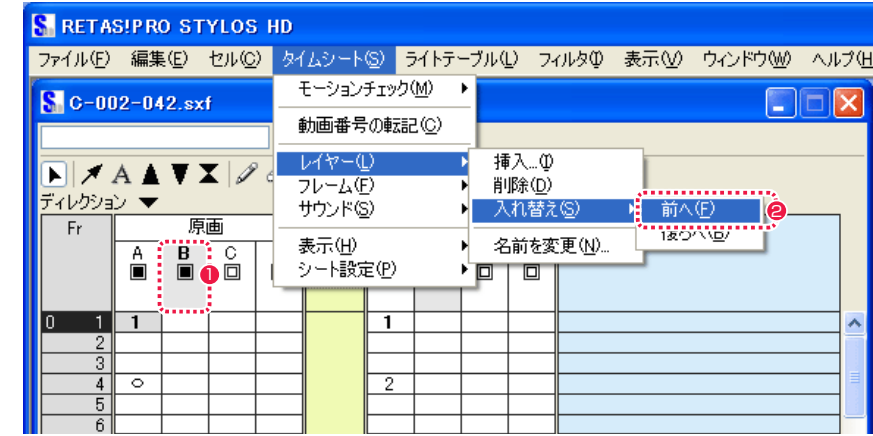 RETAS!PRO STYLOS HD
ファイル(F) 編集(E) セル(C) タイムシート(S) ライトテーブル(L) フィルタ(I) 表示(V) ウィンドウ(W) ヘルプ(H
C-002-042.sxf
モーションチェック(M)
動画番号の転記(C)
レイヤー(L)
フレーム(F)
サウンド(S)
表示(H)
シート設定(P)
挿入...(I)
削除(D)
入れ替え(S)
名前を変更(N)...
前へ(F)
後ろへ(B)
2
ディレクション
Fr 原画
A B C
1
0 1 1 1
2
3
4 ○ 2
5
6